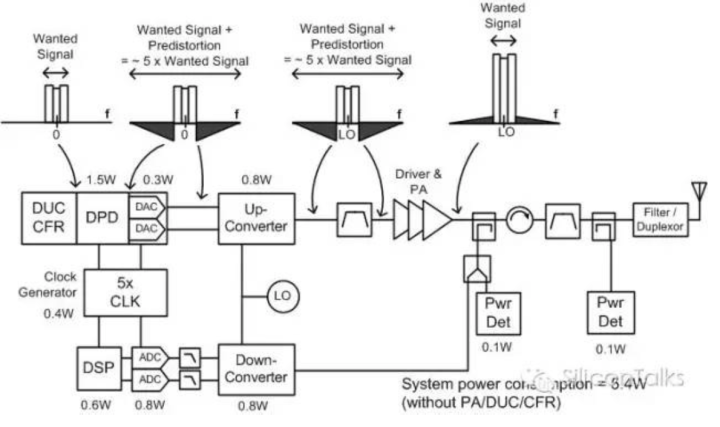 Wanted
Signal
Wanted Signal +
Predistortion
= ~ 5 x Wanted Signal
Wanted Signal +
Predistortion
= ~ 5 x Wanted Signal
Wanted
Signal
f
0
f
0
f
LO
f
LO
1.5W
0.3W
0.8W
Driver
& PA
DUC
CFR
DPD
DAC
DAC
Up-
Converter
Filter /
Duplexor
Clock
Generator
0.4W
5x
CLK
LO
Pwr
Det
0.1W
Pwr
Det
0.1W
DSP
ADC
ADC
Down-
Converter
0.6W
0.8W
0.8W
System power = 5.4W
(without PA/DUC/CFR)
SiliconTalks